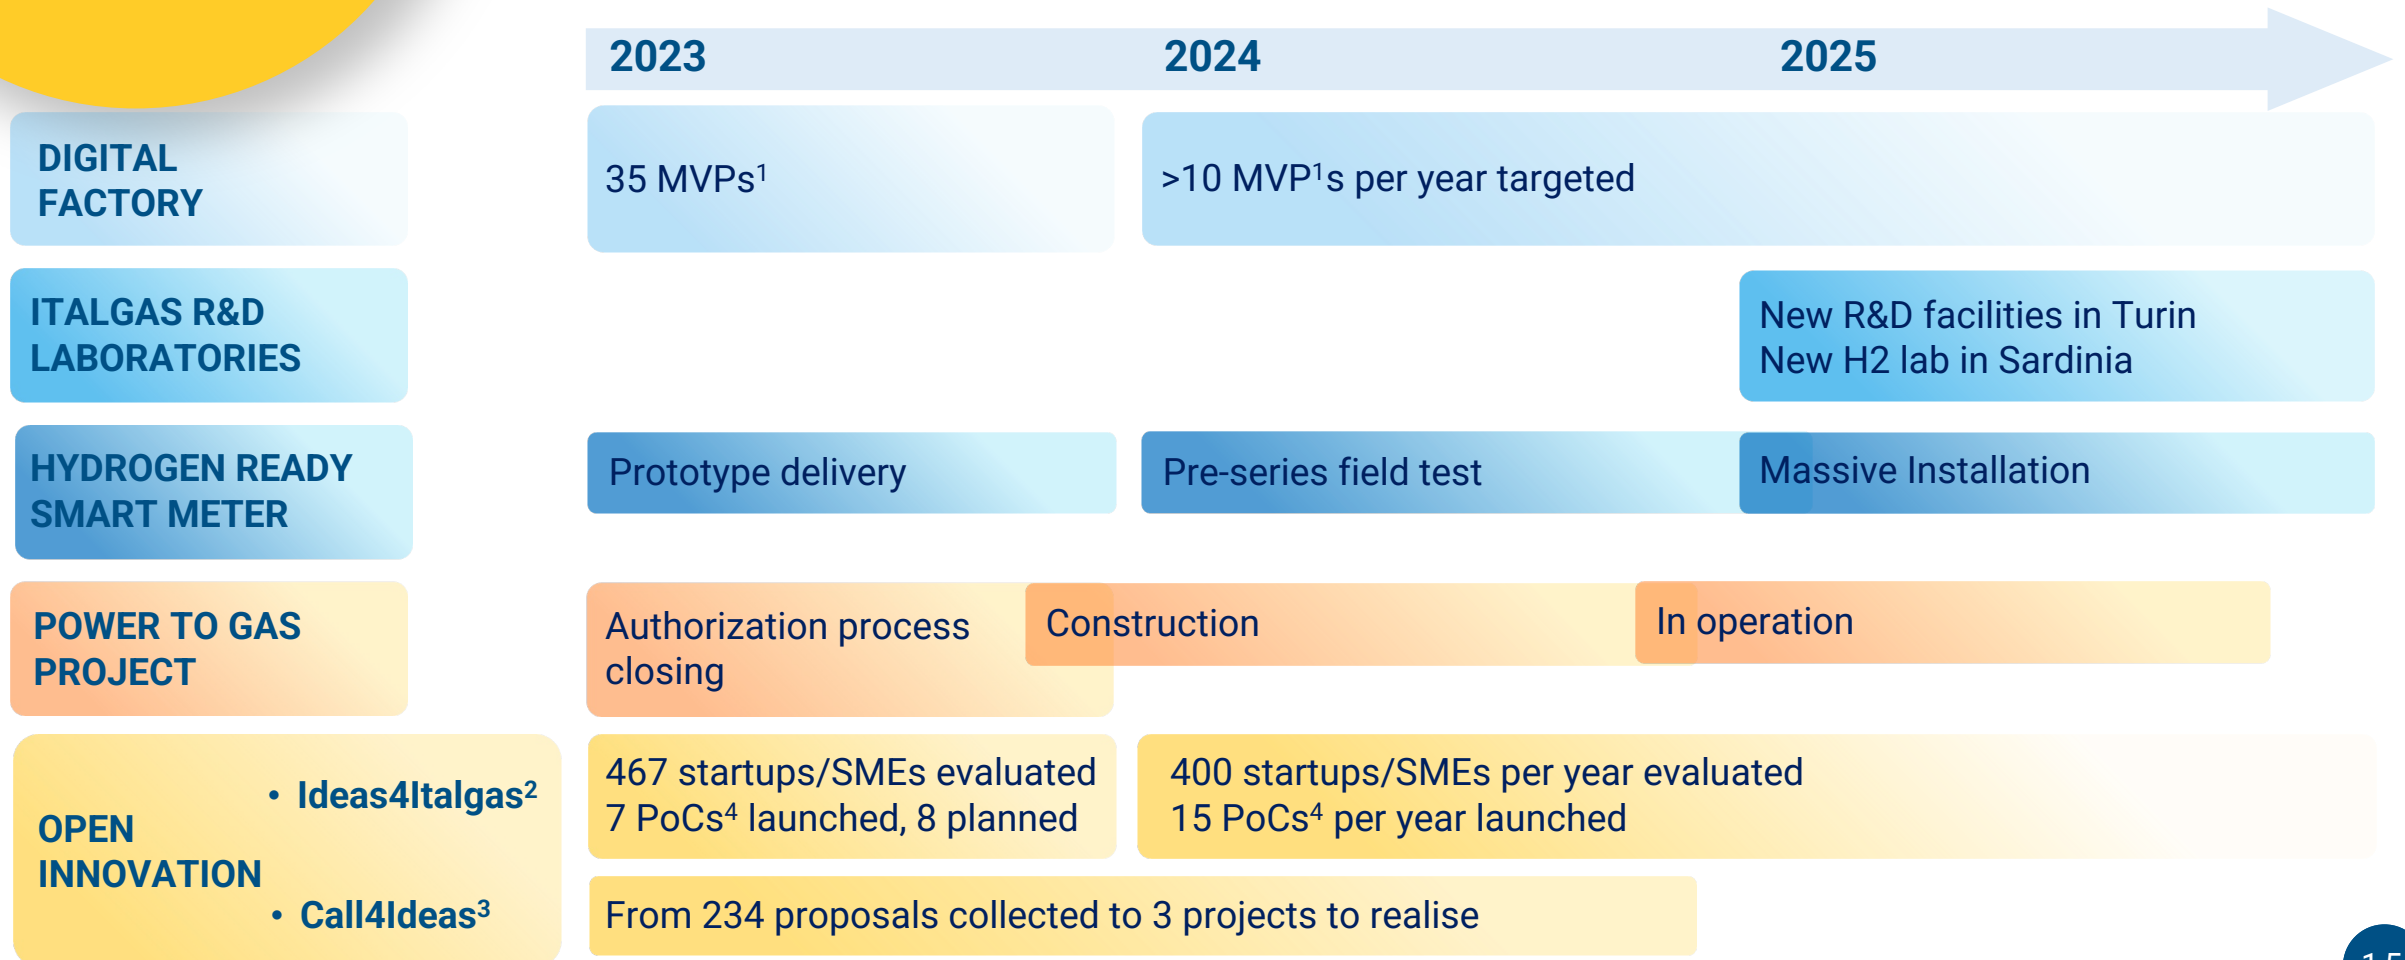 2023 2024 2025
DIGITAL
FACTORY
35 MVPs¹
>10 MVP¹s per year targeted
ITALGAS R&D
LABORATORIES
New R&D facilities in Turin
New H2 lab in Sardinia
HYDROGEN READY
SMART METER
Prototype delivery
Pre-series field test
Massive Installation
POWER TO GAS
PROJECT
Authorization process
closing
Construction
In operation
OPEN
INNOVATION
• Ideas4Italgas²
467 startups/SMEs evaluated
7 PoCs⁴ launched, 8 planned
400 startups/SMEs per year evaluated
15 PoCs⁴ per year launched
• Call4Ideas³
From 234 proposals collected to 3 projects to realise